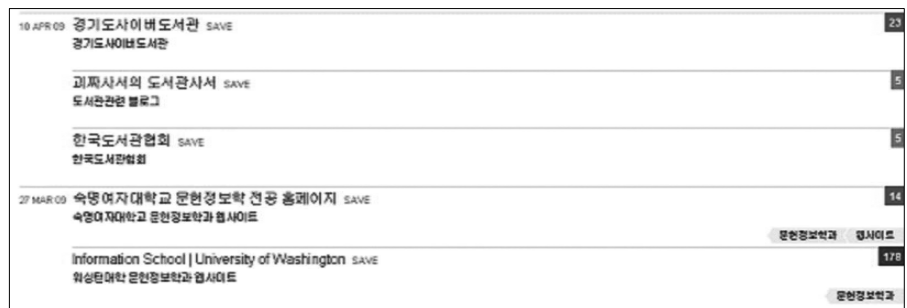 10 APR 09 경기도사이버도서관 SAVE 23
경기도사이버도서관
괴짜사서의 도서관사서 SAVE 5
도서관관련 블로그
한국도서관협회 SAVE 5
한국도서관협회
27 MAR 09 숙명여자대학교 문헌정보학 전공 홈페이지 SAVE 14
숙명여자대학교 문헌정보학과 웹사이트
문헌정보학과 웹사이트
Information School | University of Washington SAVE 178
워싱턴대학 문헌정보학과 웹사이트
문헌정보학과